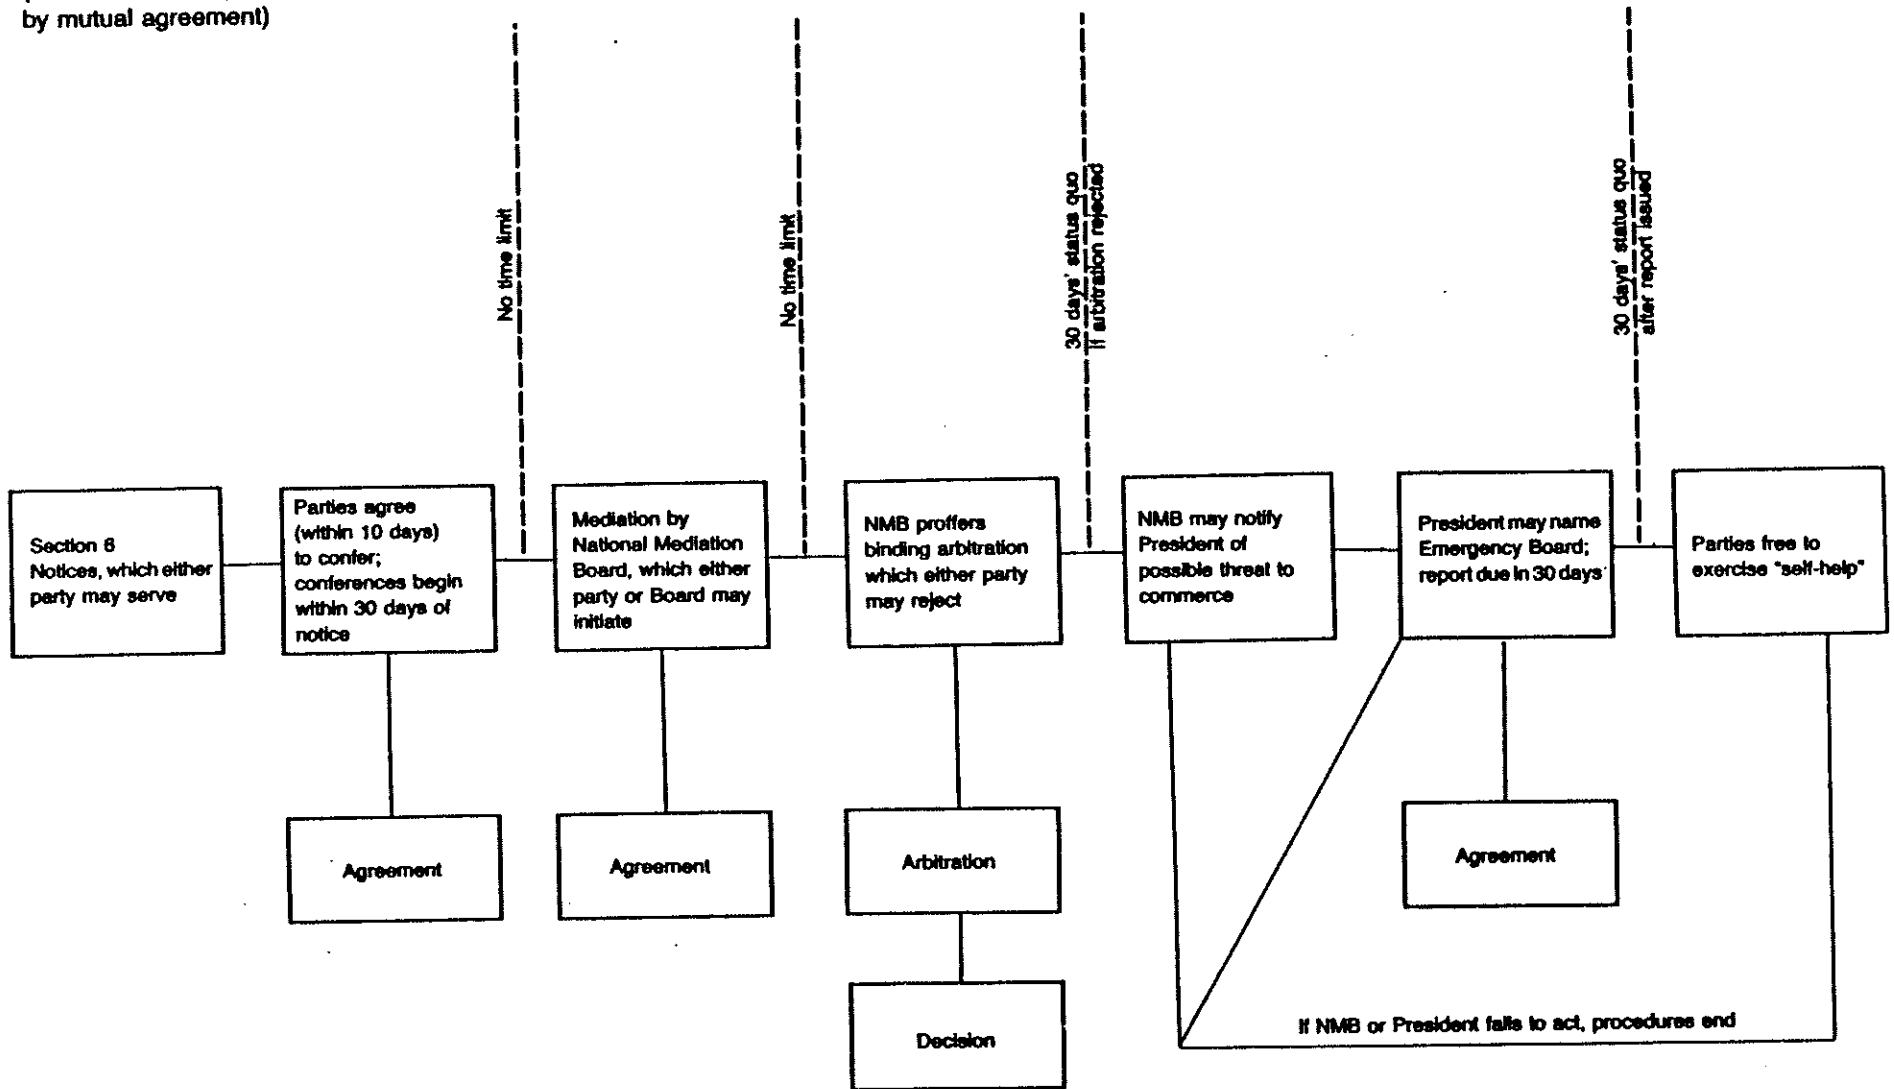 by mutual agreement)
No time limit
No time limit
30 days' status quo
if arbitration rejected
30 days' status quo
after report issued
Section 6
Notices, which either
party may serve
Parties agree
(within 10 days)
to confer;
conferences begin
within 30 days of
notice
Mediation by
National Mediation
Board, which either
party or Board may
initiate
NMB proffers
binding arbitration
which either party
may reject
NMB may notify
President of
possible threat to
commerce
President may name
Emergency Board;
report due in 30 days
Parties free to
exercise "self-help"
Agreement
Agreement
Arbitration
Agreement
Decision
If NMB or President fails to act, procedures end